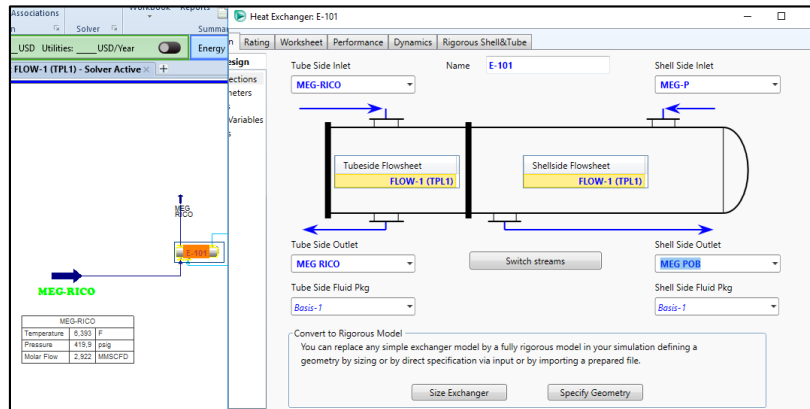 Associations
Workbook
Reports
Solver
Summa
_USD Utilities: ____USD/Year
Energy
FLOW-1 (TPL1) - Solver Active × +
MEG
RICO
E-101
MEG-RICO
MEG-RICO
Temperature 6,393 F
Pressure 419,9 psig
Molar Flow 2,922 MMSCFD
Heat Exchanger: E-101
n Rating Worksheet Performance Dynamics Rigorous Shell&Tube
esign
ections
meters
s
Variables
s
Tube Side Inlet
Name E-101
Shell Side Inlet
MEG-RICO
MEG-P
Tubeside Flowsheet
FLOW-1 (TPL1)
Shellside Flowsheet
FLOW-1 (TPL1)
Tube Side Outlet
Shell Side Outlet
MEG RICO
Switch streams
MEG POB
Tube Side Fluid Pkg
Shell Side Fluid Pkg
Basis-1
Basis-1
Convert to Rigorous Model
You can replace any simple exchanger model by a fully rigorous model in your simulation defining a
geometry by sizing or by direct specification via input or by importing a prepared file.
Size Exchanger
Specify Geometry